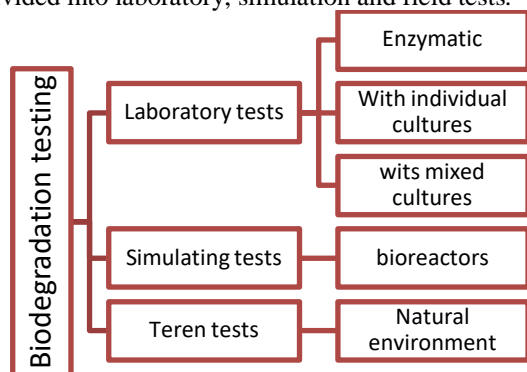 vided into laboratory, simulation and field tests.
Biodegradation testing
Laboratory tests
Enzymatic
With individual
cultures
wits mixed
cultures
Simulating tests
bioreactors
Teren tests
Natural
environment